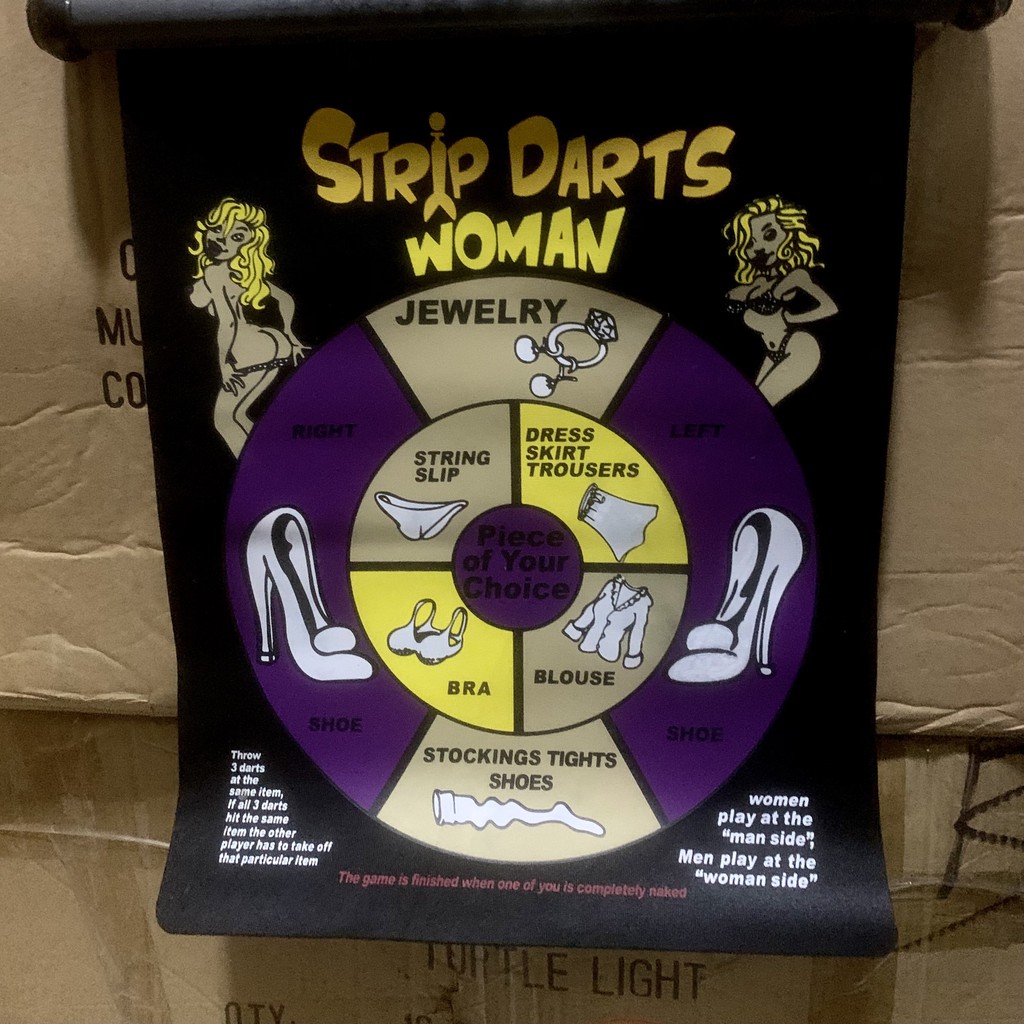 STRIP DARTS
WOMAN
JEWELRY
RIGHT
LEFT
STRING
SLIP
DRESS
SKIRT
TROUSERS
Piece
of Your
Choice
BRA
BLOUSE
SHOE
SHOE
STOCKINGS TIGHTS
SHOES
Throw
3 darts
at the
same item,
If all 3 darts
hit the same
item the other
player has to take off
that particular item
women
play at the
"man side",
Men play at the
"woman side"
The game is finished when one of you is completely naked
MU
CO
LIGHT
QTY.